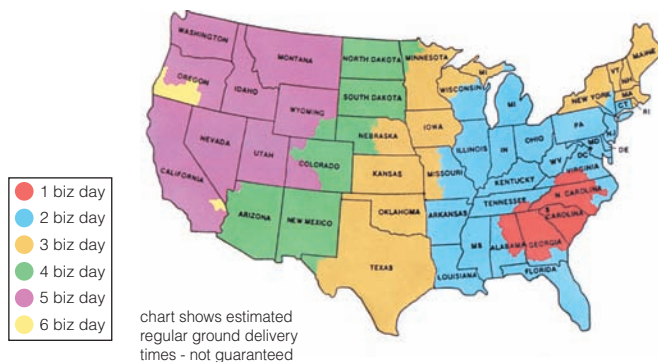 WASHINGTON
MONTANA
NORTH DAKOTA
MINNESOTA
MAINE
OREGON
IDAHO
SOUTH DAKOTA
WISCONSIN
MI
VT
NH
WYOMING
MI
NEW YORK
MA
CT
RI
NEVADA
NEBRASKA
IOWA
PA
NJ
UTAH
COLORADO
ILLINOIS
IN
OHIO
MD
DE
CALIFORNIA
KANSAS
MISSOURI
WV
DC
VIRGINIA
KENTUCKY
ARIZONA
NEW MEXICO
OKLAHOMA
ARKANSAS
TENNESSEE
N. CAROLINA
S
CAROLINA
TEXAS
MS
ALABAMA
GEORGIA
LOUISIANA
FLORIDA
1 biz day
2 biz day
3 biz day
4 biz day
5 biz day
6 biz day
chart shows estimated
regular ground delivery
times - not guaranteed